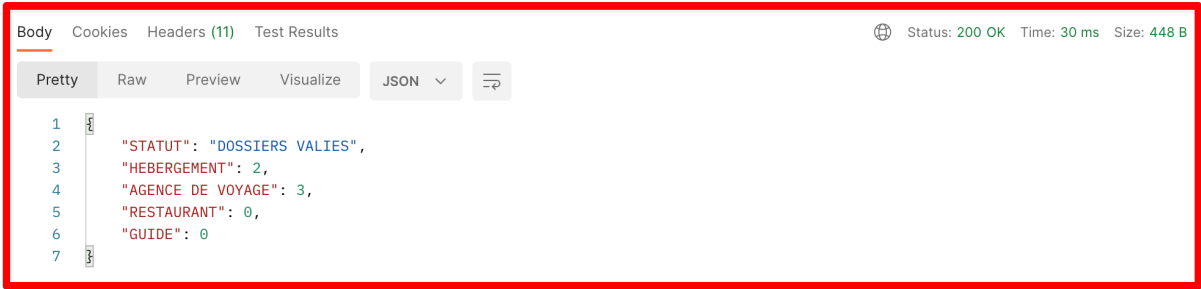 Body Cookies Headers (11) Test Results Status: 200 OK Time: 30 ms Size: 448 B
Pretty Raw Preview Visualize JSON
1 {
2 "STATUT": "DOSSIERS VALIES",
3 "HEBERGEMENT": 2,
4 "AGENCE DE VOYAGE": 3,
5 "RESTAURANT": 0,
6 "GUIDE": 0
7 }